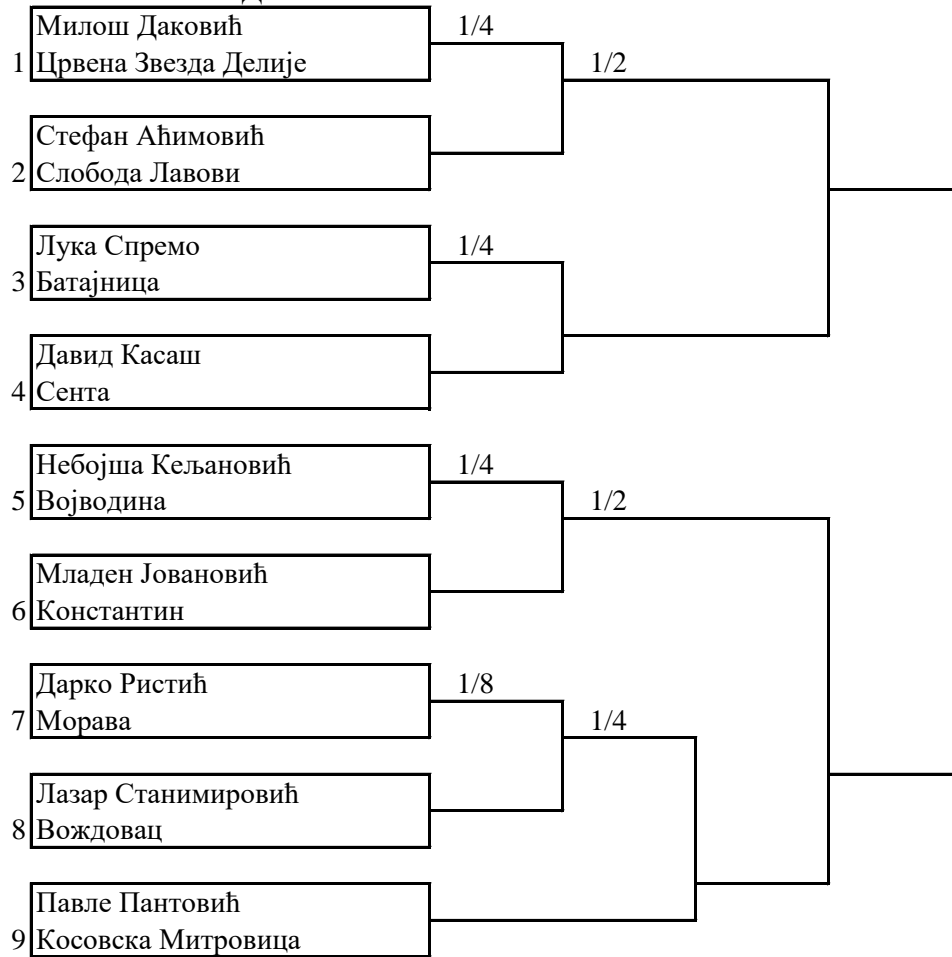 Милош Даковић
1/4
1 Црвена Звезда Делије
1/2
Стефан Аћимовић
2 Слобода Лавови
Лука Спремо
1/4
3 Батајница
Давид Касаш
4 Сента
Небојша Кељановић
1/4
5 Војводина
1/2
Младен Јовановић
6 Константин
Дарко Ристић
1/8
7 Морава
1/4
Лазар Станимировић
8 Вождовац
Павле Пантовић
9 Косовска Митровица